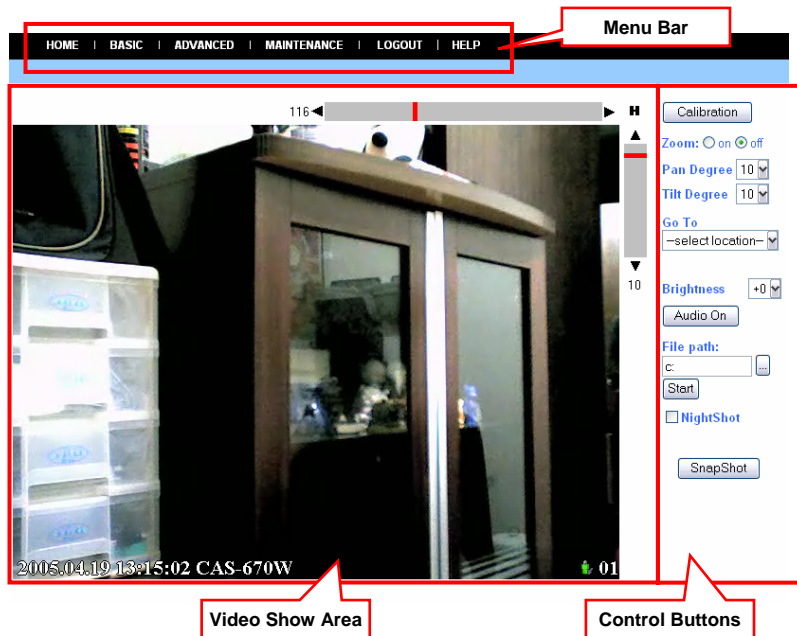 Menu Bar
HOME | BASIC | ADVANCED | MAINTENANCE | LOGOUT | HELP
116
H
10
Calibration
Zoom: on off
Pan Degree 10
Tilt Degree 10
Go To
--select location--
Brightness +0
Audio On
File path:
c: ...
Start
NightShot
SnapShot
2005.04.19 13:15:02 CAS-670W
01
Video Show Area
Control Buttons